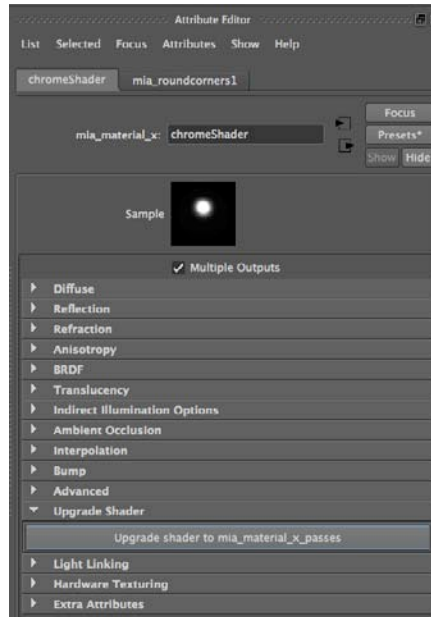 Attribute Editor
List Selected Focus Attributes Show Help
chromeShader mia_roundcorners1
Focus
mia_material_x: chromeShader
Presets*
Show Hide
Sample
Multiple Outputs
Diffuse
Reflection
Refraction
Anisotropy
BRDF
Translucency
Indirect Illumination Options
Ambient Occlusion
Interpolation
Bump
Advanced
Upgrade Shader
Upgrade shader to mia_material_x_passes
Light Linking
Hardware Texturing
Extra Attributes